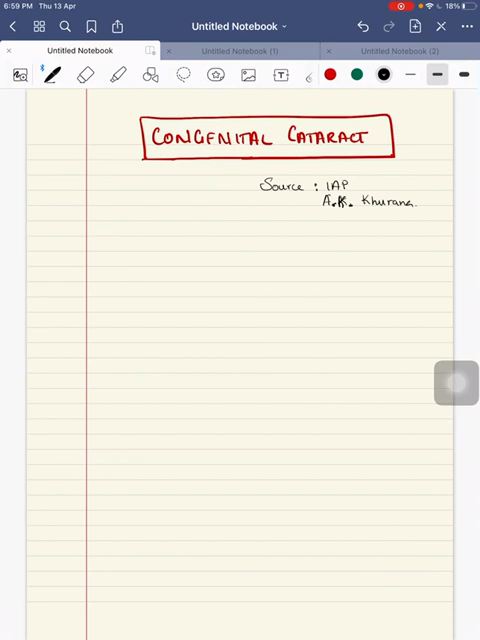 6:59 PM Thu 13 Apr
18%
Untitled Notebook
Untitled Notebook
Untitled Notebook (1)
Untitled Notebook (2)
CONGENITAL CATARACT
Source : IAP
A.K. Khurana.